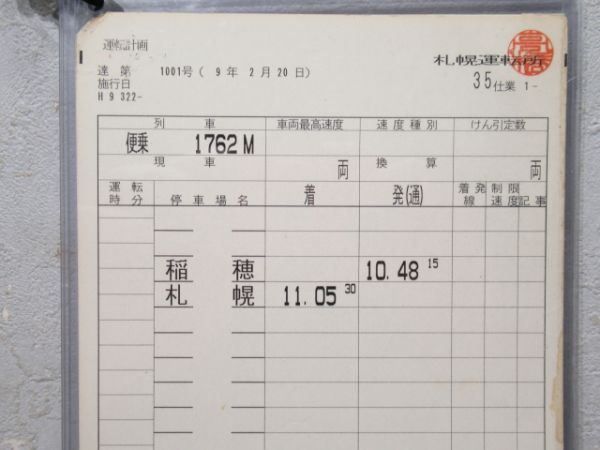 運転計画
達 第 1001号( 9 年 2 月 20 日)
札幌運転所
施行日
H 9 322-
35 仕業 1-
列 車 車両最高速度 速度種別 けん引定数
便乗 1762M
現 車 両 換 算 両
運転時分 停車場名 着 発(通) 着発線 制限速度 記事
稲穂 10.48 15
札幌 11.05 30